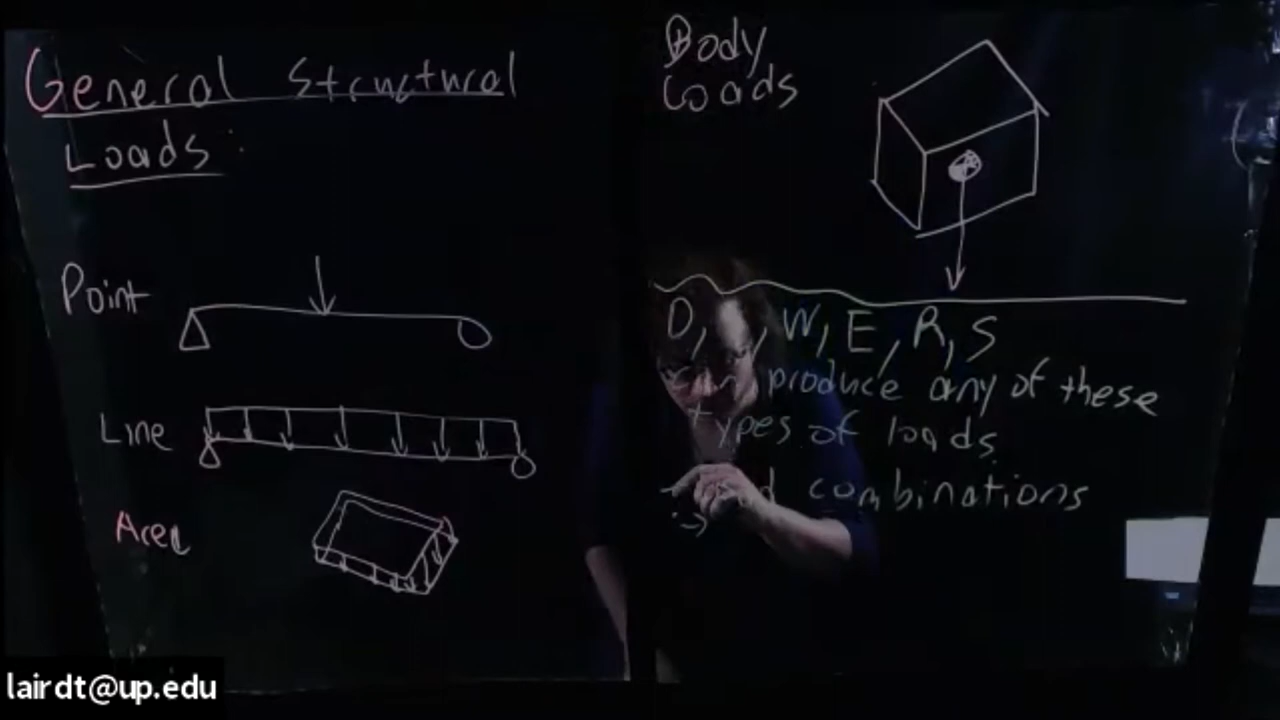 General Structural
Loads:
Point
Line
Area
Body
Loads
D, , W, E, R, S
can produce any of these
types of loads
combinations
lairdt@up.edu